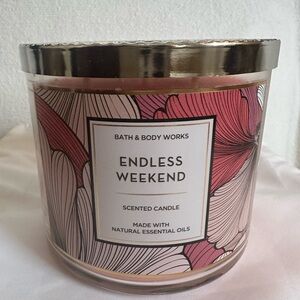 BATH & BODY WORKS
ENDLESS
WEEKEND
SCENTED CANDLE
MADE WITH
NATURAL ESSENTIAL OILS